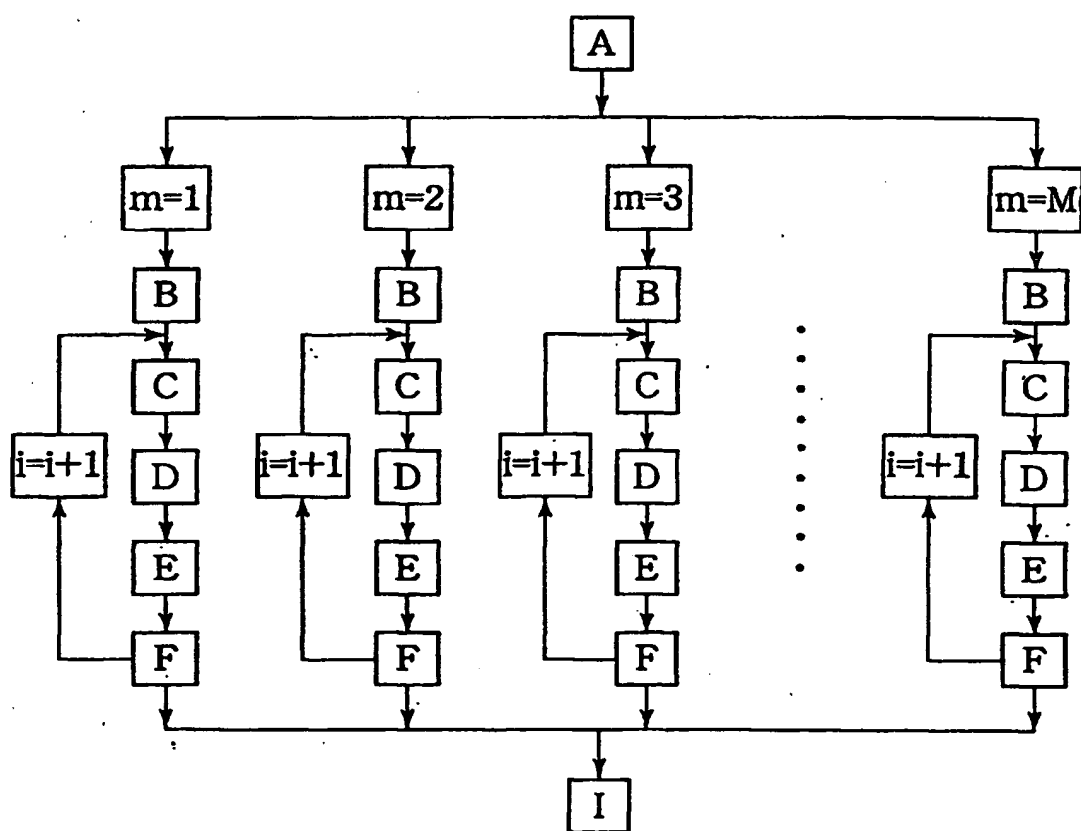 A
m=1 m=2 m=3 m=M
B B B B
C C C C
i=i+1 D i=i+1 D i=i+1 D i=i+1 D
E E E E
F F F F
I